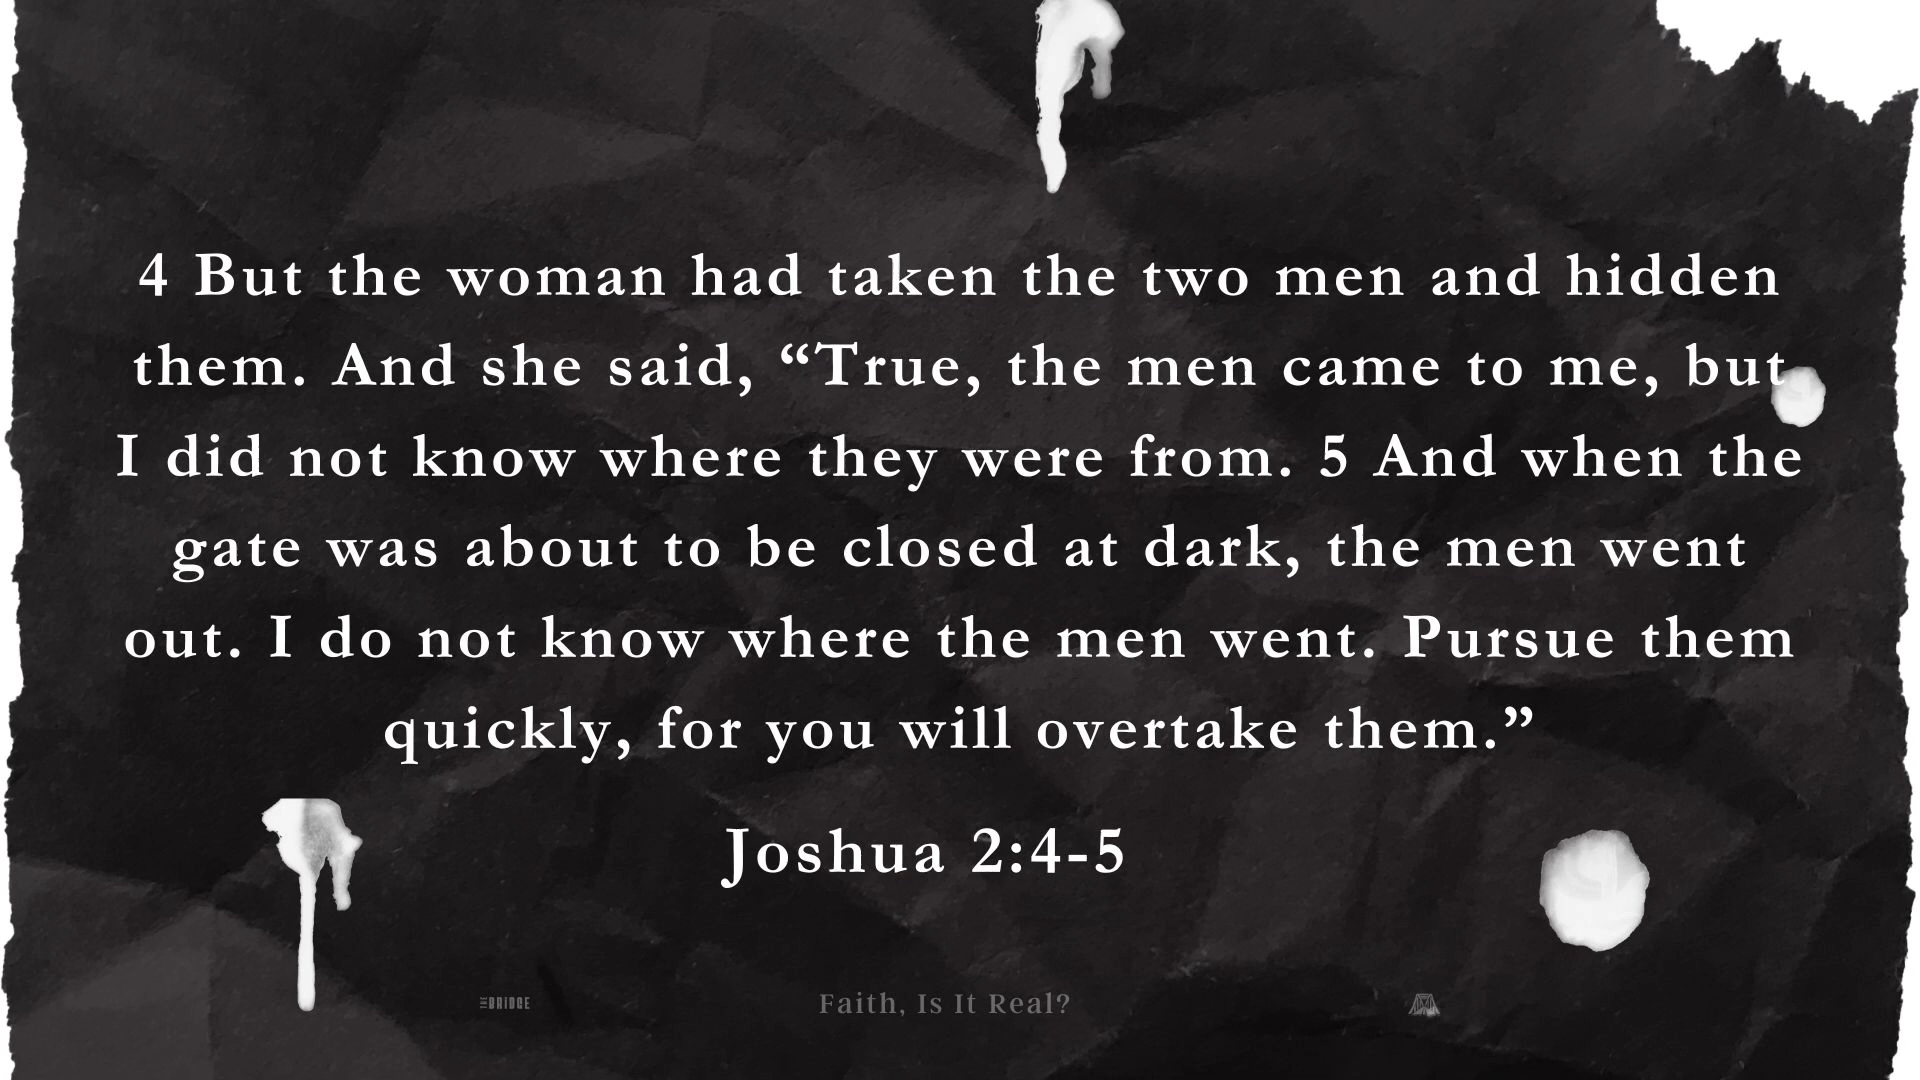 4 But the woman had taken the two men and hidden
them. And she said, “True, the men came to me, but
I did not know where they were from. 5 And when the
gate was about to be closed at dark, the men went
out. I do not know where the men went. Pursue them
quickly, for you will overtake them.”
Joshua 2:4-5
THE BRIDGE
Faith, Is It Real?